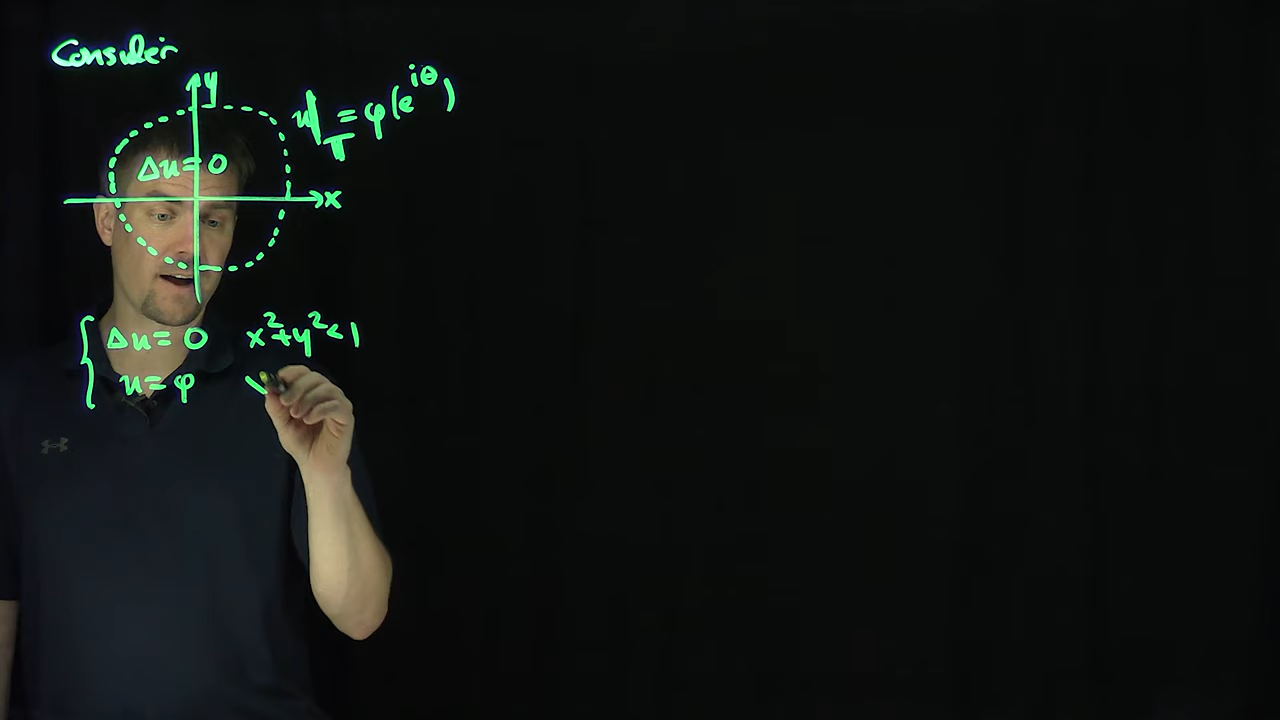 Consider
y
u|_𝕋 = φ(e^{iθ})
Δu = 0
x
{ Δu = 0 x² + y² < 1
u = φ